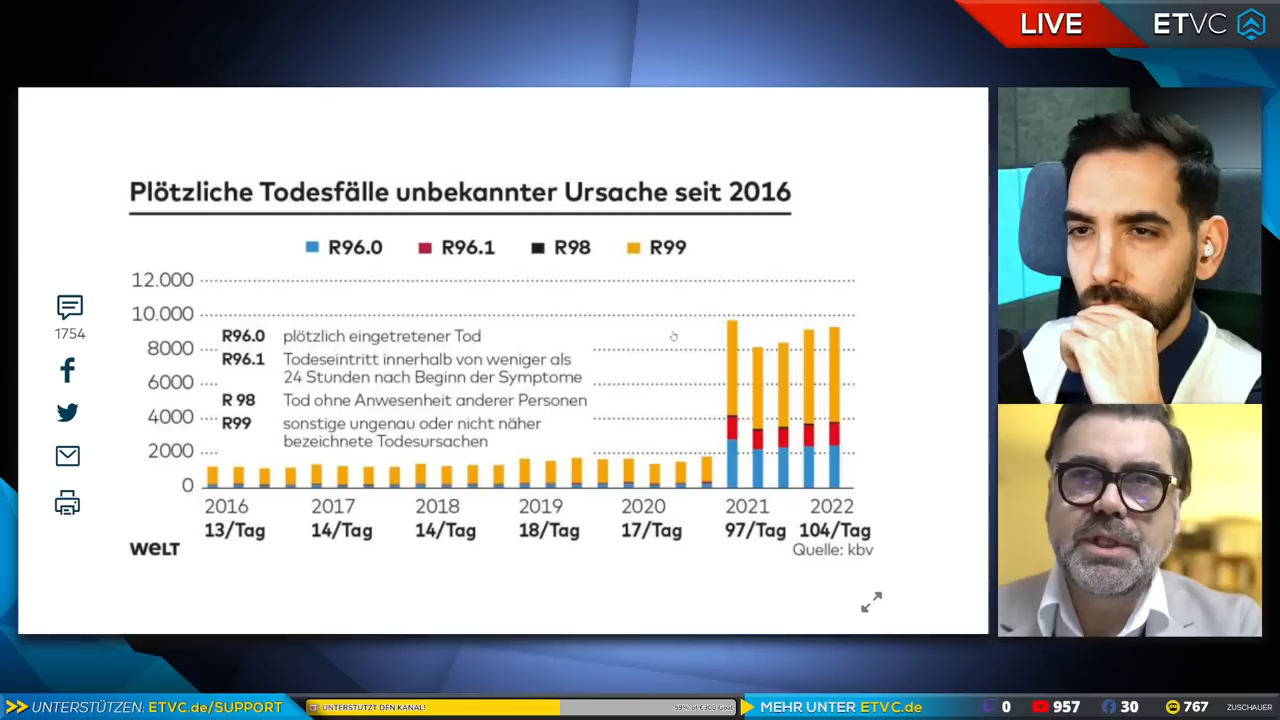 LIVE
ETVC
Plötzliche Todesfälle unbekannter Ursache seit 2016
R96.0 R96.1 R98 R99
12.000
10.000
8000
6000
4000
2000
0
R96.0 plötzlich eingetretener Tod
R96.1 Todeseintritt innerhalb von weniger als
24 Stunden nach Beginn der Symptome
R 98 Tod ohne Anwesenheit anderer Personen
R99 sonstige ungenau oder nicht näher
bezeichnete Todesursachen
2016 2017 2018 2019 2020 2021 2022
13/Tag 14/Tag 14/Tag 18/Tag 17/Tag 97/Tag 104/Tag
WELT
Quelle: kbv
1754
UNTERSTÜTZEN: ETVC.de/SUPPORT
UNTERSTÜTZT DEN KANAL!
59% of €300 Goal
MEHR UNTER ETVC.de
0 957 30 767 ZUSCHAUER